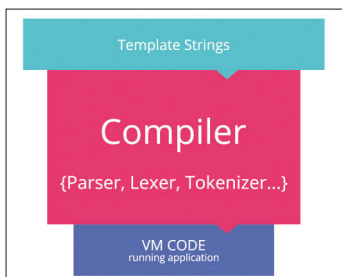 Template Strings
Compiler
{Parser, Lexer, Tokenizer...}
VM CODE
running application